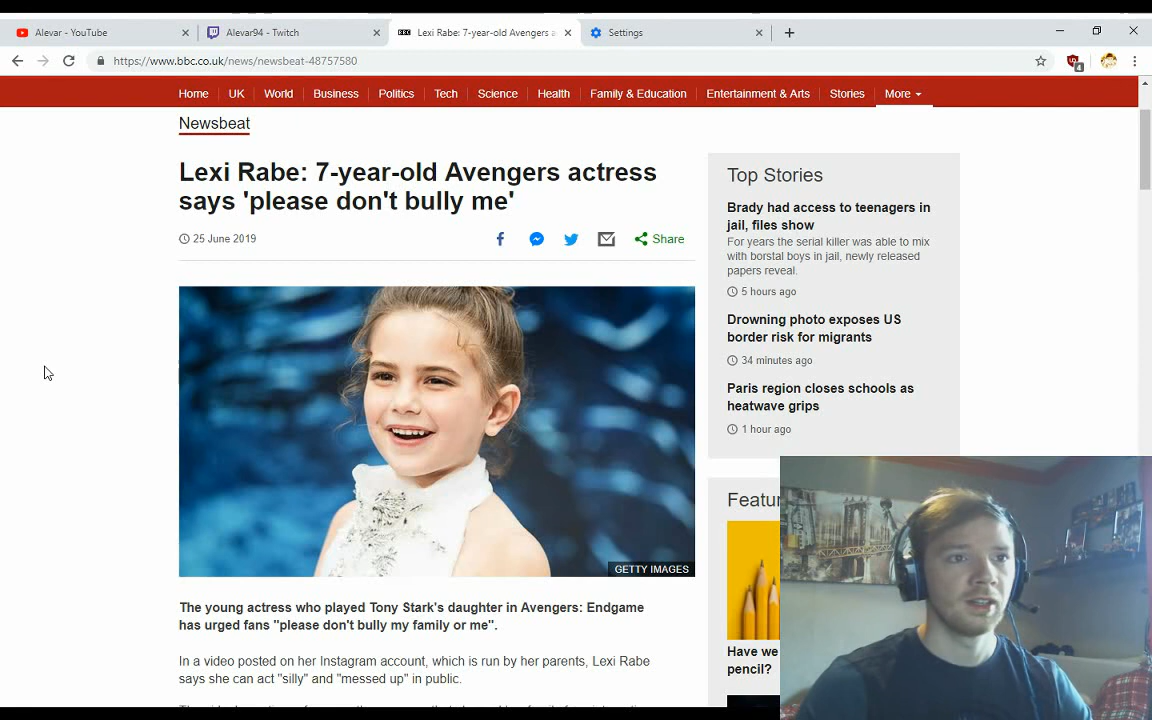 Alevar - YouTube
Alevar94 - Twitch
Lexi Rabe: 7-year-old Avengers a
Settings
https://www.bbc.co.uk/news/newsbeat-48757580
4
Home
UK
World
Business
Politics
Tech
Science
Health
Family & Education
Entertainment & Arts
Stories
More
Newsbeat
Lexi Rabe: 7-year-old Avengers actress
says 'please don't bully me'
25 June 2019
Share
GETTY IMAGES
The young actress who played Tony Stark's daughter in Avengers: Endgame
has urged fans "please don't bully my family or me".
In a video posted on her Instagram account, which is run by her parents, Lexi Rabe
says she can act "silly" and "messed up" in public.
Top Stories
Brady had access to teenagers in
jail, files show
For years the serial killer was able to mix
with borstal boys in jail, newly released
papers reveal.
5 hours ago
Drowning photo exposes US
border risk for migrants
34 minutes ago
Paris region closes schools as
heatwave grips
1 hour ago
Featu
Have we
pencil?